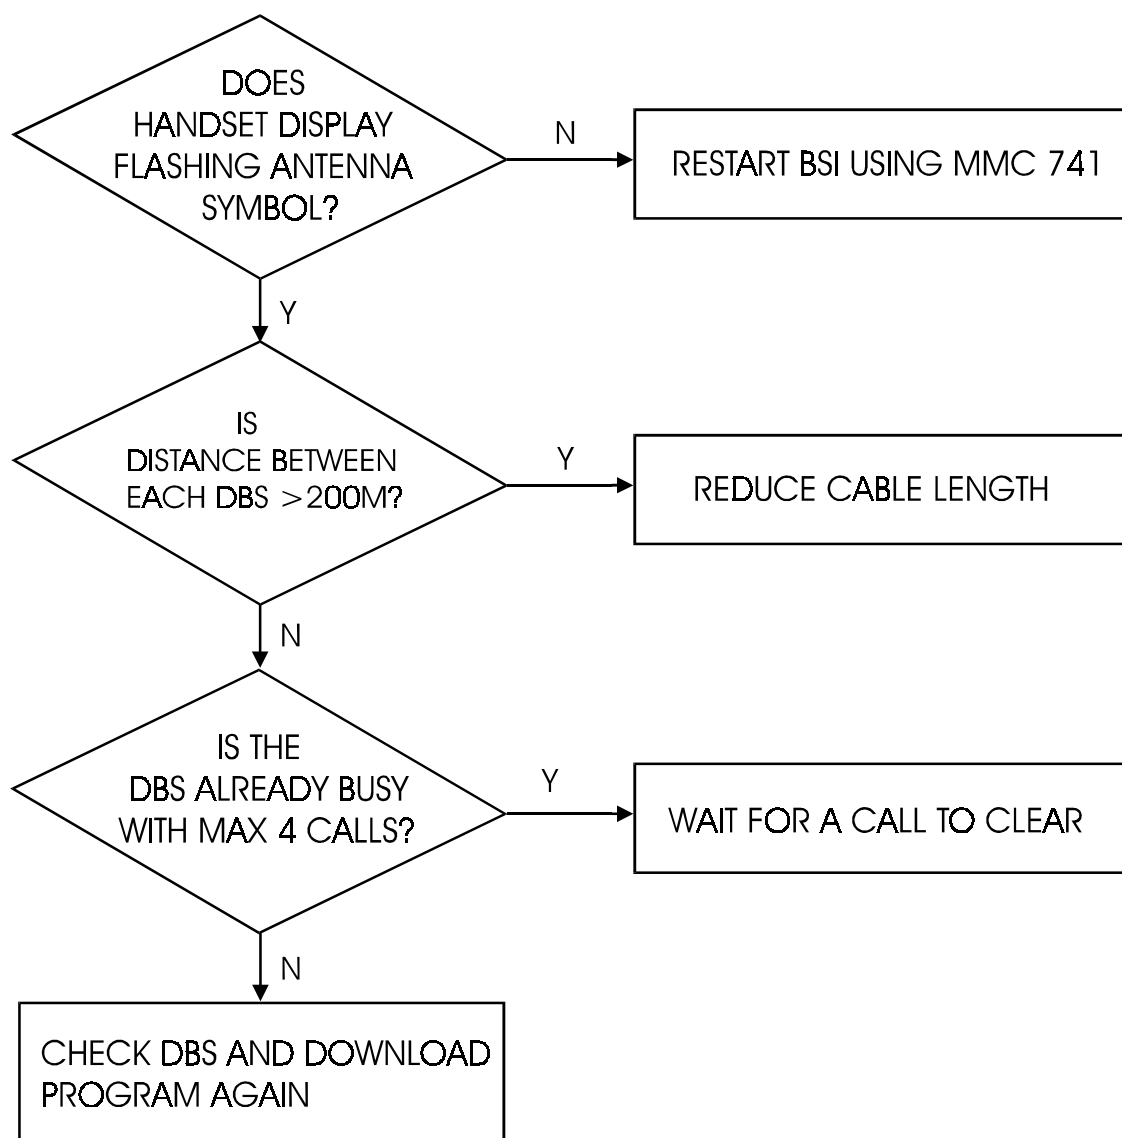 DOES
HANDSET DISPLAY
FLASHING ANTENNA
SYMBOL?
N
RESTART BSI USING MMC 741
Y
IS
DISTANCE BETWEEN
EACH DBS >200M?
Y
REDUCE CABLE LENGTH
N
IS THE
DBS ALREADY BUSY
WITH MAX 4 CALLS?
Y
WAIT FOR A CALL TO CLEAR
N
CHECK DBS AND DOWNLOAD
PROGRAM AGAIN